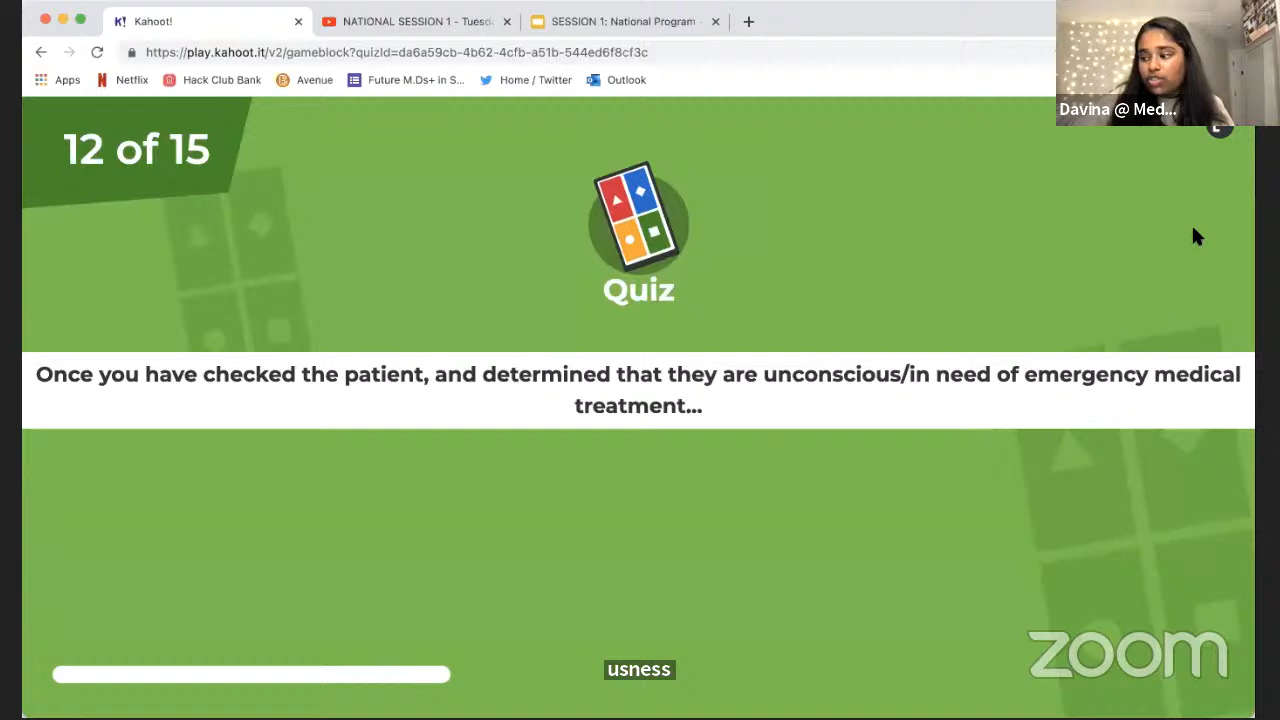 Kahoot!
NATIONAL SESSION 1 - Tuesd
SESSION 1: National Program -
https://play.kahoot.it/v2/gameblock?quizId=da6a59cb-4b62-4cfb-a51b-544ed6f8cf3c
Apps Netflix Hack Club Bank Avenue Future M.Ds+ in S... Home / Twitter Outlook
Davina @ Med...
12 of 15
Quiz
Once you have checked the patient, and determined that they are unconscious/in need of emergency medical
treatment...
usness
zoom